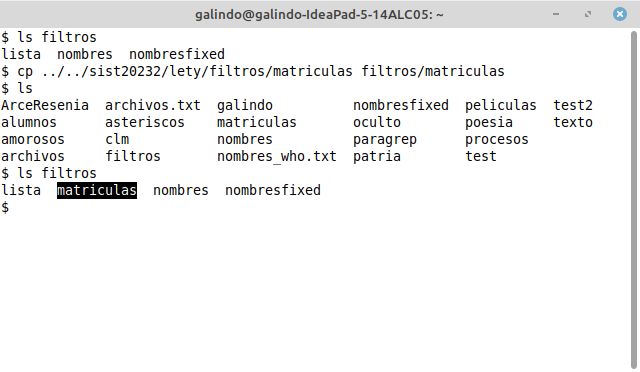 galindo@galindo-IdeaPad-5-14ALC05: ~
$ ls filtros
lista  nombres  nombresfixed
$ cp ../../sist20232/lety/filtros/matriculas filtros/matriculas
$ ls
ArceResenia  archivos.txt  galindo          nombresfixed  peliculas  test2
alumnos      asteriscos    matriculas       oculto        poesia     texto
amorosos     clm           nombres          paragrep      procesos
archivos     filtros       nombres_who.txt  patria        test
$ ls filtros
lista  matriculas  nombres  nombresfixed
$